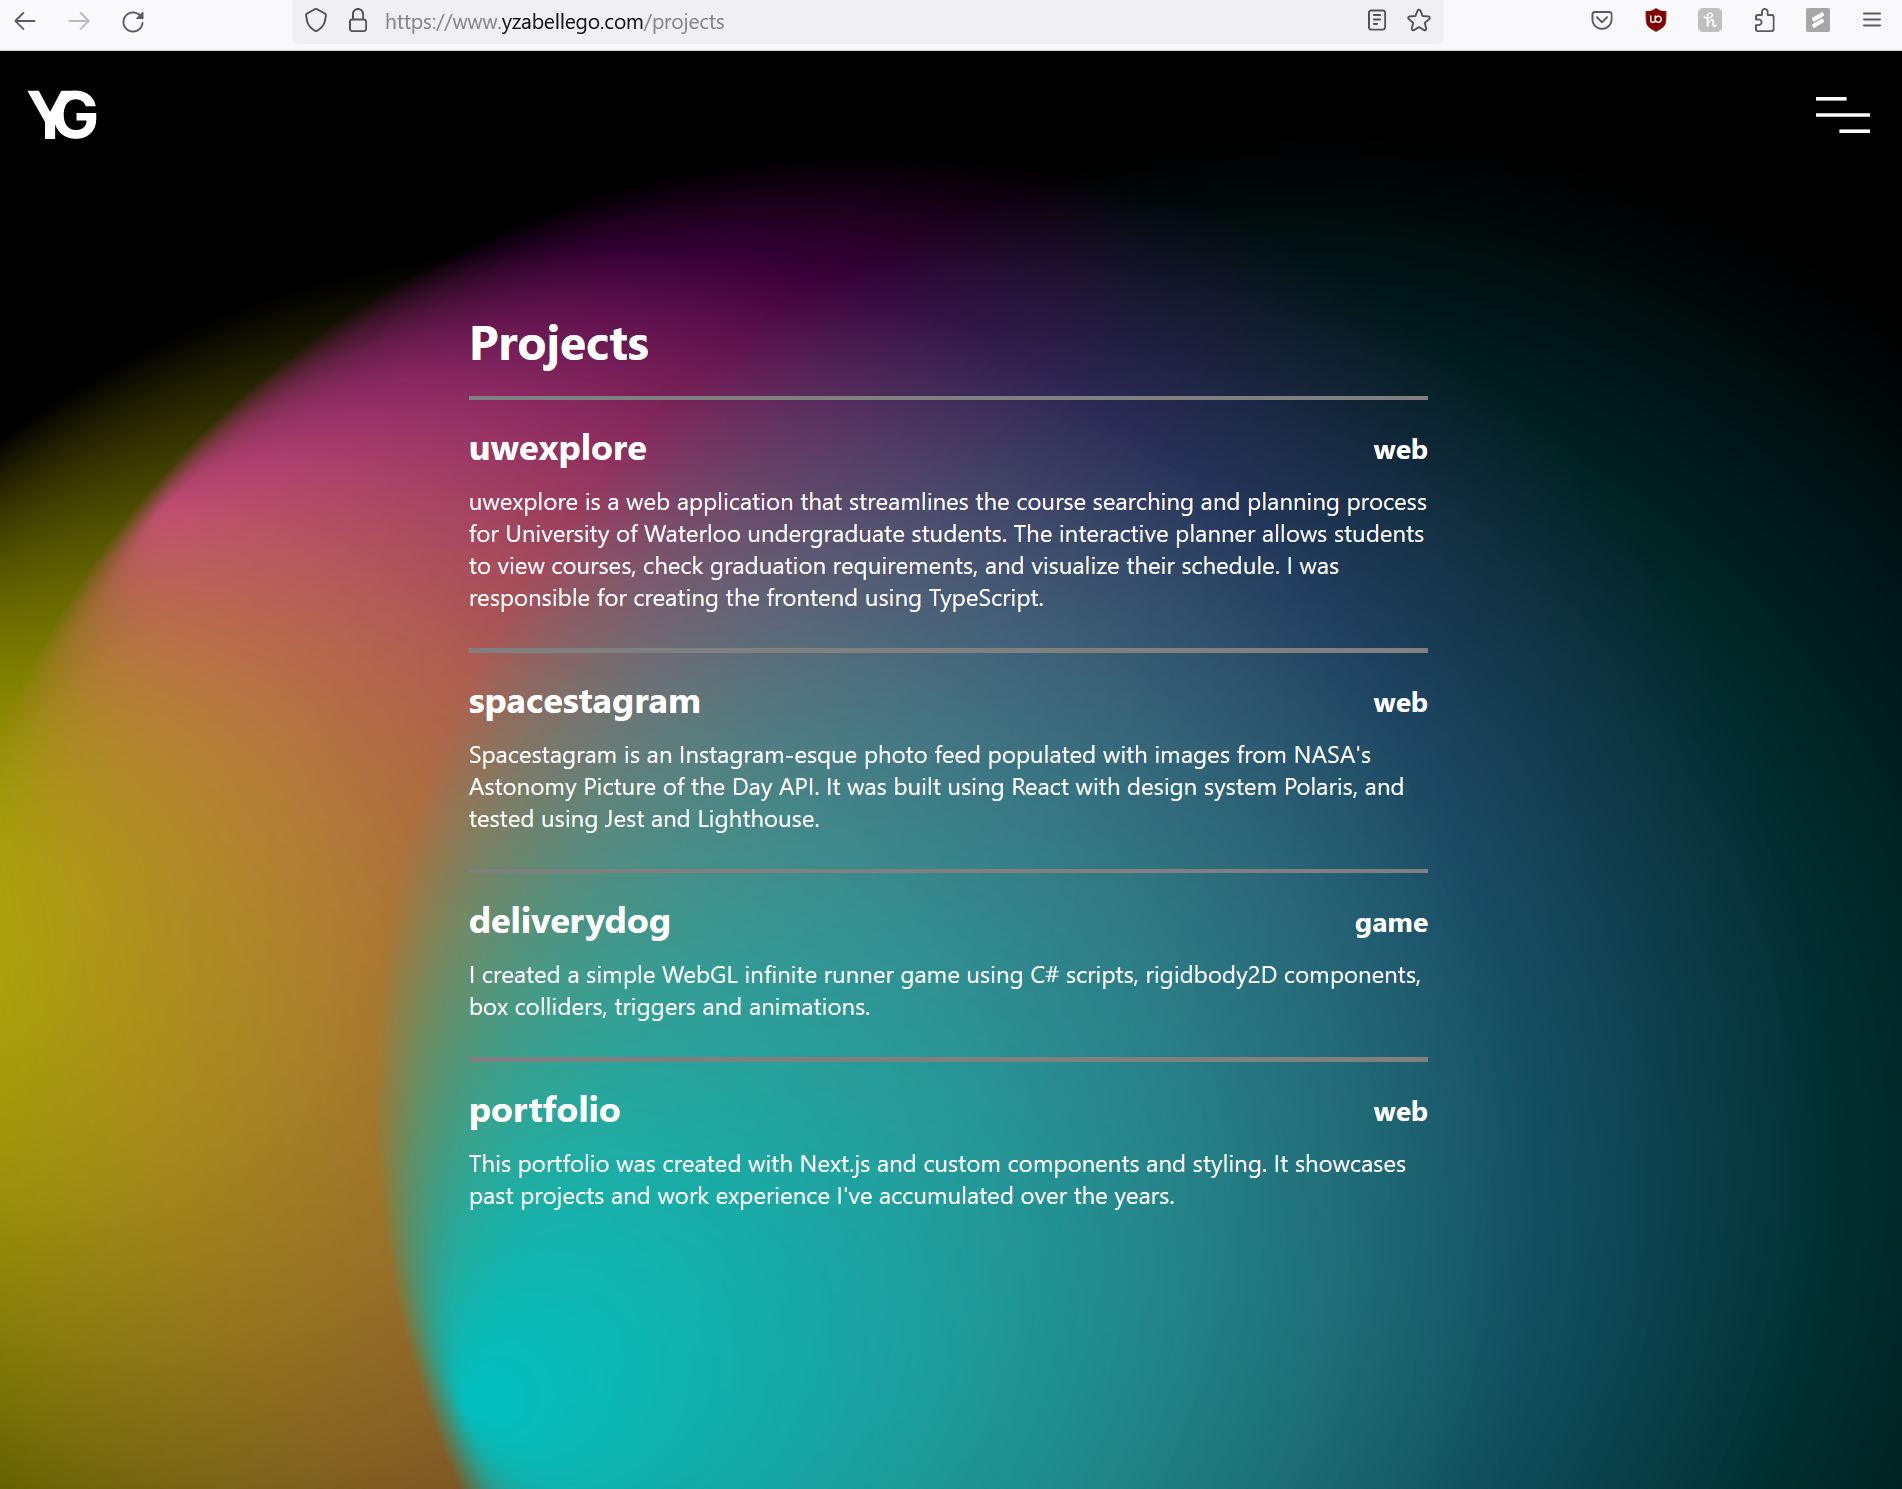 https://www.yzabellego.com/projects
YG
Projects
uwexplore
web
uwexplore is a web application that streamlines the course searching and planning process
for University of Waterloo undergraduate students. The interactive planner allows students
to view courses, check graduation requirements, and visualize their schedule. I was
responsible for creating the frontend using TypeScript.
spacestagram
web
Spacestagram is an Instagram-esque photo feed populated with images from NASA's
Astonomy Picture of the Day API. It was built using React with design system Polaris, and
tested using Jest and Lighthouse.
deliverydog
game
I created a simple WebGL infinite runner game using C# scripts, rigidbody2D components,
box colliders, triggers and animations.
portfolio
web
This portfolio was created with Next.js and custom components and styling. It showcases
past projects and work experience I've accumulated over the years.